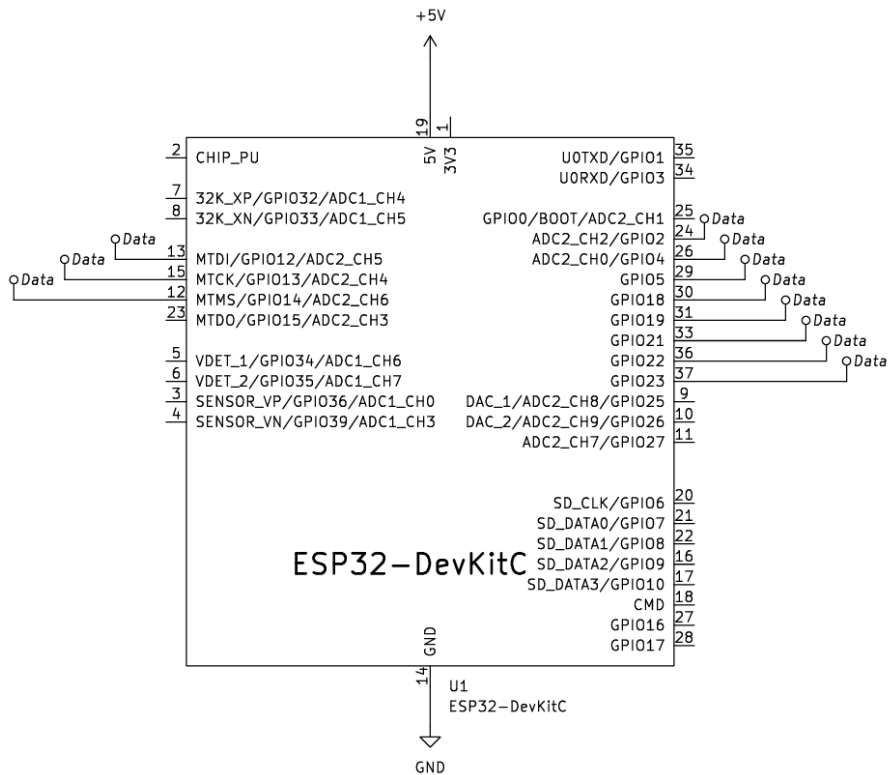 +5V
19
1
5V
3V3
2
CHIP_PU
7
32K_XP/GPIO32/ADC1_CH4
8
32K_XN/GPIO33/ADC1_CH5
Data
13
MTDI/GPIO12/ADC2_CH5
Data
15
MTCK/GPIO13/ADC2_CH4
Data
12
MTMS/GPIO14/ADC2_CH6
23
MTDO/GPIO15/ADC2_CH3
5
VDET_1/GPIO34/ADC1_CH6
6
VDET_2/GPIO35/ADC1_CH7
3
SENSOR_VP/GPIO36/ADC1_CH0
4
SENSOR_VN/GPIO39/ADC1_CH3
U0TXD/GPIO1
35
U0RXD/GPIO3
34
GPIO0/BOOT/ADC2_CH1
25
Data
ADC2_CH2/GPIO2
24
Data
ADC2_CH0/GPIO4
26
Data
GPIO5
29
Data
GPIO18
30
Data
GPIO19
31
Data
GPIO21
33
Data
GPIO22
36
Data
GPIO23
37
DAC_1/ADC2_CH8/GPIO25
9
DAC_2/ADC2_CH9/GPIO26
10
ADC2_CH7/GPIO27
11
SD_CLK/GPIO6
20
SD_DATA0/GPIO7
21
SD_DATA1/GPIO8
22
SD_DATA2/GPIO9
16
SD_DATA3/GPIO10
17
CMD
18
GPIO16
27
GPIO17
28
ESP32-DevKitC
GND
14
U1
ESP32-DevKitC
GND